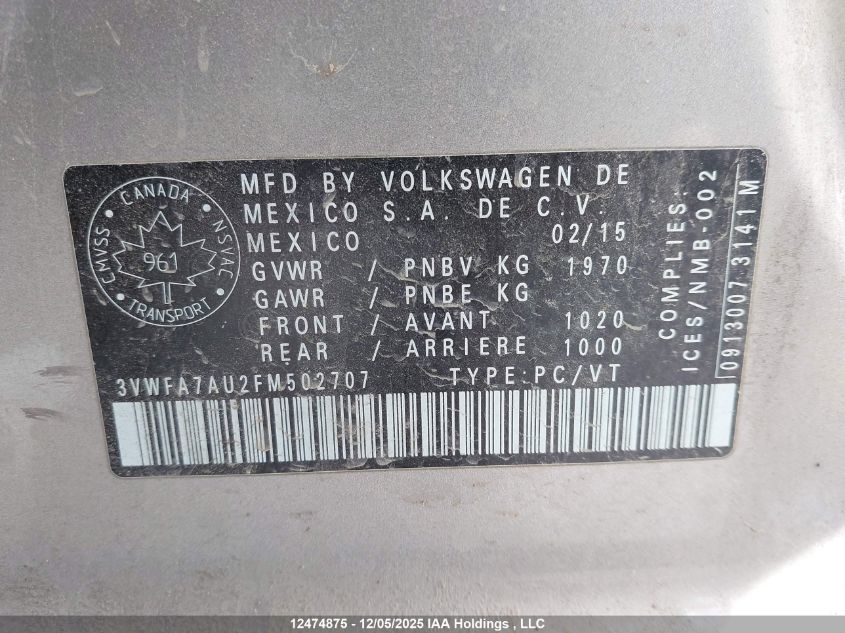 CANADA
CMVSS
NSVAC
961
TRANSPORT
MFD BY VOLKSWAGEN DE
MEXICO S.A. DE C.V.
MEXICO 02/15
GVWR / PNBV KG 1970
GAWR / PNBE KG
FRONT / AVANT 1020
REAR / ARRIERE 1000
3VWFA7AU2FM502707 TYPE:PC/VT
COMPLIES:
ICES/NMB-002
0913007 3141M
12474875 - 12/05/2025 IAA Holdings , LLC